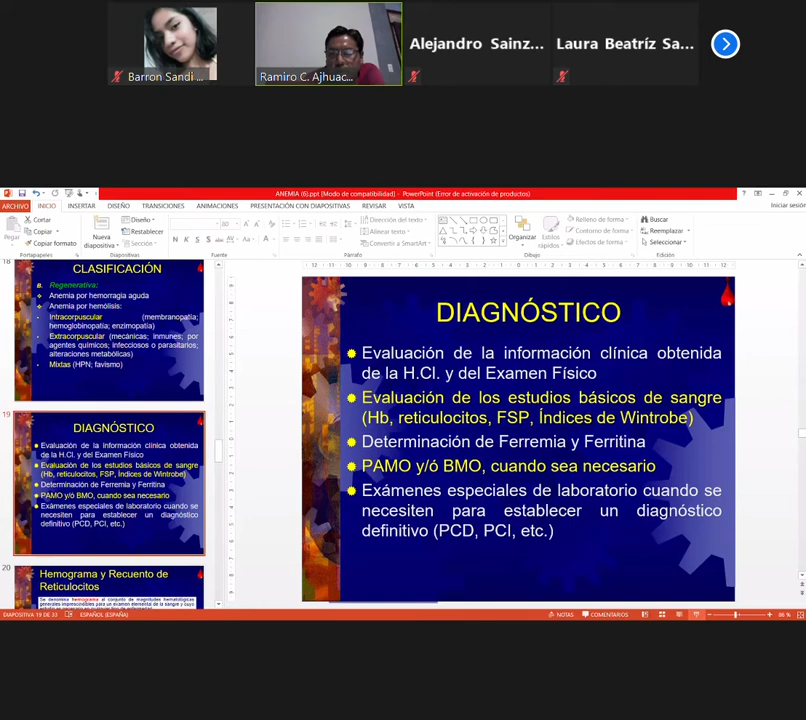 Barron Sandi ...
Ramiro C. Ajhuac...
Alejandro Sainz...
Laura Beatríz Sa...
ANEMIA (6).ppt [Modo de compatibilidad] - PowerPoint (Error de activación de productos)
ARCHIVO INICIO INSERTAR DISEÑO TRANSICIONES ANIMACIONES PRESENTACIÓN CON DIAPOSITIVAS REVISAR VISTA
Iniciar sesión
Pegar
Cortar
Copiar
Copiar formato
Portapapeles
Nueva
diapositiva
Diseño
Restablecer
Sección
Diapositivas
Fuente
Dirección del texto
Alinear texto
Convertir a SmartArt
Párrafo
Organizar
Estilos
rápidos
Relleno de forma
Contorno de forma
Efectos de forma
Dibujo
Buscar
Reemplazar
Seleccionar
Edición
18
CLASIFICACIÓN
B. Regenerativa:
Anemia por hemorragia aguda
Anemia por hemólisis:
Intracorpuscular (membranopatía;
hemoglobinopatía; enzimopatía)
Extracorpuscular (mecánicas; inmunes; por
agentes químicos; infecciosos o parasitarios;
alteraciones metabólicas)
Mixtas (HPN; favismo)
19
DIAGNÓSTICO
Evaluación de la información clínica obtenida
de la H.Cl. y del Examen Físico
Evaluación de los estudios básicos de sangre
(Hb, reticulocitos, FSP, Índices de Wintrobe)
Determinación de Ferremia y Ferritina
PAMO y/ó BMO, cuando sea necesario
Exámenes especiales de laboratorio cuando se
necesiten para establecer un diagnóstico
definitivo (PCD, PCI, etc.)
20
Hemograma y Recuento de
Reticulocitos
Se denomina hemograma al conjunto de magnitudes hematológicas
DIAGNÓSTICO
Evaluación de la información clínica obtenida
de la H.Cl. y del Examen Físico
Evaluación de los estudios básicos de sangre
(Hb, reticulocitos, FSP, Índices de Wintrobe)
Determinación de Ferremia y Ferritina
PAMO y/ó BMO, cuando sea necesario
Exámenes especiales de laboratorio cuando se
necesiten para establecer un diagnóstico
definitivo (PCD, PCI, etc.)
DIAPOSITIVA 19 DE 33 ESPAÑOL (ESPAÑA) NOTAS COMENTARIOS 86 %